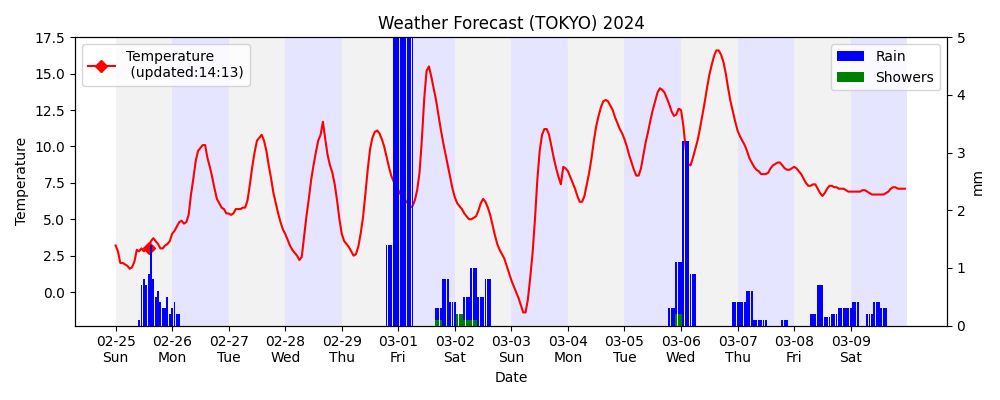 Weather Forecast (TOKYO) 2024
Temperature
(updated:14:13)
Rain
Showers
17.5
15.0
12.5
10.0
7.5
5.0
2.5
0.0
Temperature
5
4
3
2
1
0
mm
02-25 02-26 02-27 02-28 02-29 03-01 03-02 03-03 03-04 03-05 03-06 03-07 03-08 03-09
Sun Mon Tue Wed Thu Fri Sat Sun Mon Tue Wed Thu Fri Sat
Date